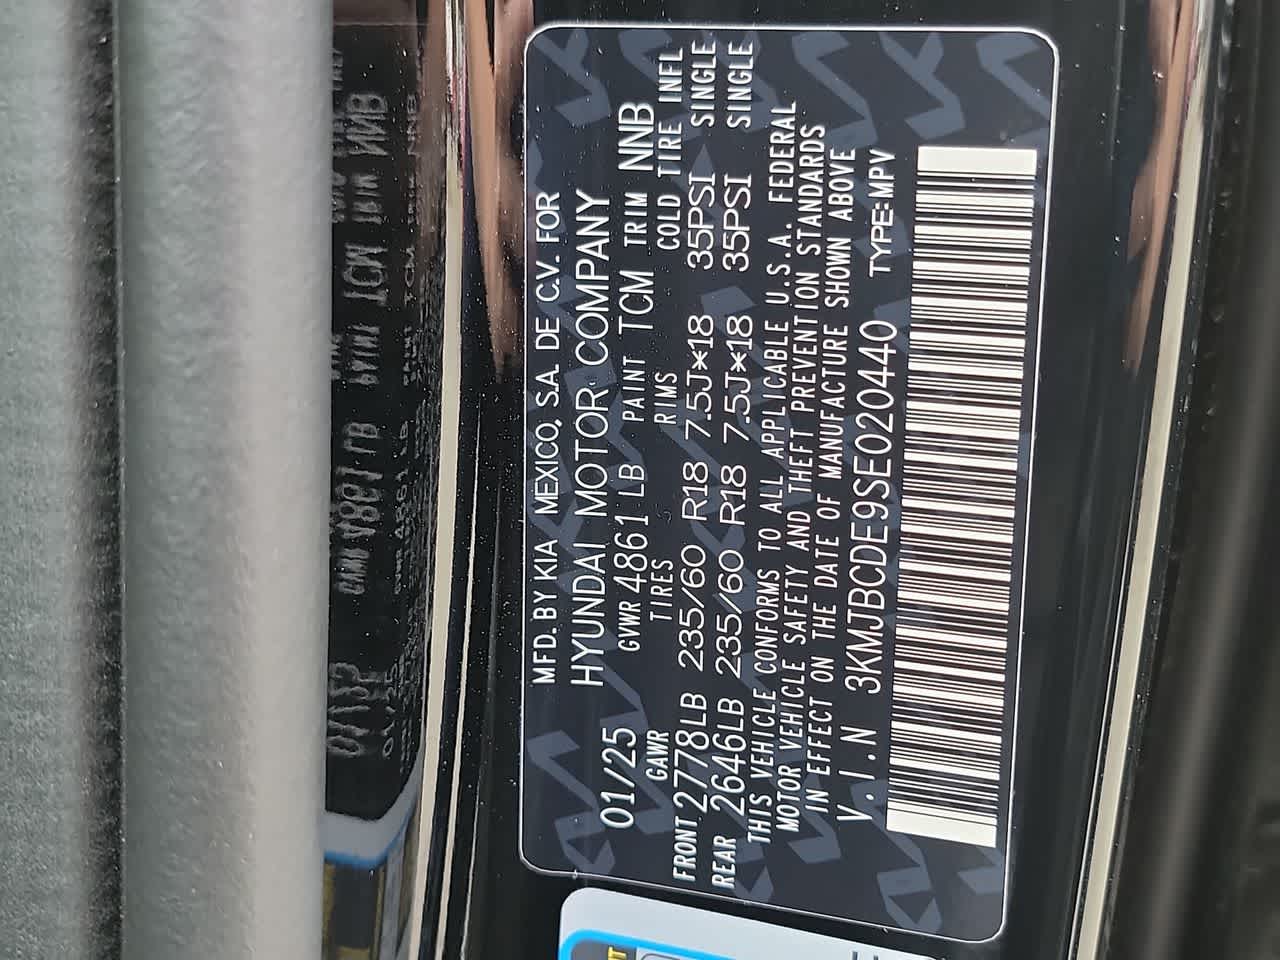 MFD. BY KIA MEXICO, S.A. DE C.V. FOR
HYUNDAI MOTOR COMPANY
01/25 GVWR 4861 LB PAINT TCM TRIM NNB
GAWR TIRES RIMS COLD TIRE INFL
FRONT 2778LB 235/60 R18 7.5J*18 35PSI SINGLE
REAR 2646LB 235/60 R18 7.5J*18 35PSI SINGLE
THIS VEHICLE CONFORMS TO ALL APPLICABLE U.S.A. FEDERAL
MOTOR VEHICLE SAFETY AND THEFT PREVENTION STANDARDS
IN EFFECT ON THE DATE OF MANUFACTURE SHOWN ABOVE
V.I.N 3KMJBCDE9SE020440 TYPE:MPV